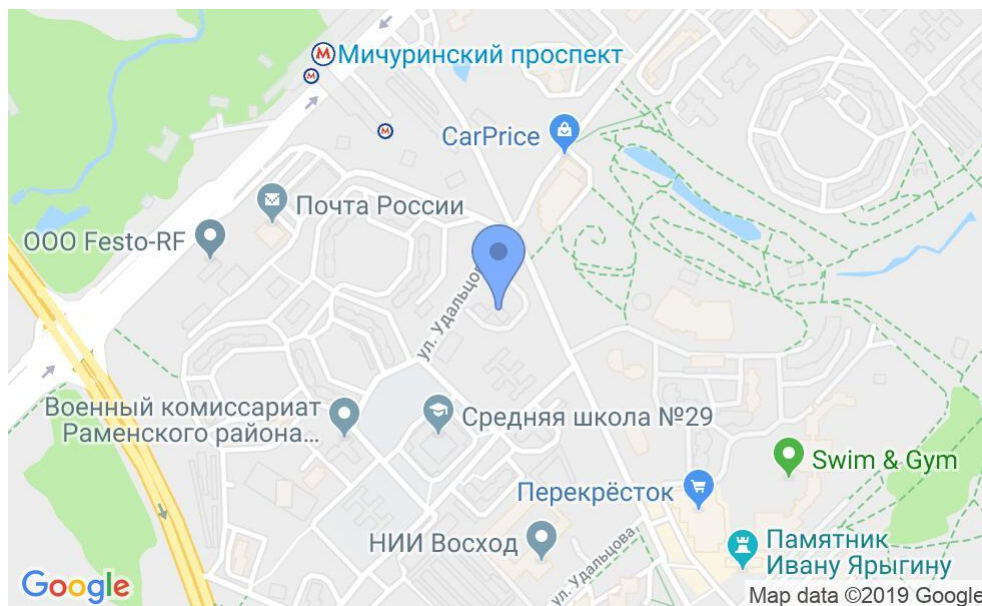 Мичуринский проспект
CarPrice
Почта России
ООО Festo-RF
ул. Удальцо
Военный комиссариат
Раменского района...
Средняя школа №29
Swim & Gym
Перекрёсток
НИИ Восход
ул. Удальцова
Памятник
Ивану Ярыгину
Google
Map data ©2019 Google